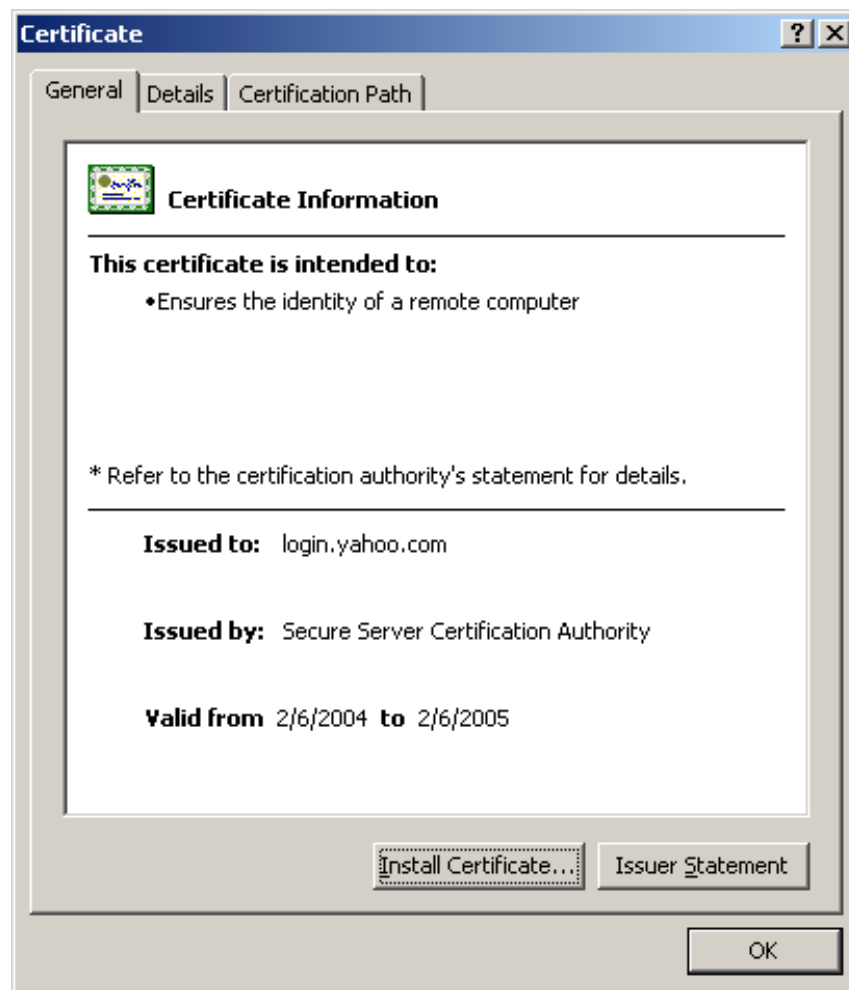 Certificate
General Details Certification Path
Certificate Information
This certificate is intended to:
•Ensures the identity of a remote computer
* Refer to the certification authority's statement for details.
Issued to: login.yahoo.com
Issued by: Secure Server Certification Authority
Valid from 2/6/2004 to 2/6/2005
Install Certificate... Issuer Statement
OK